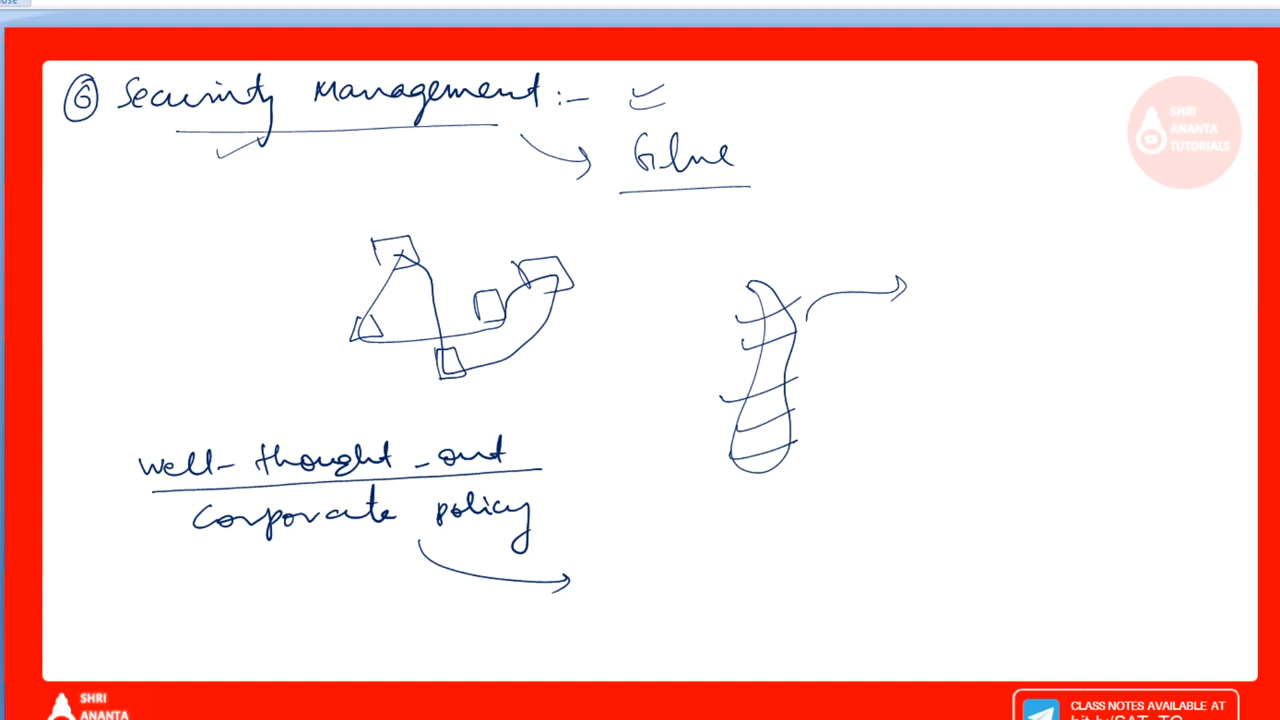 ⑥ Security Management :-
Glue
well-thought-out
corporate policy
SHRI
ANANTA
TUTORIALS
SHRI
ANANTA
CLASS NOTES AVAILABLE AT